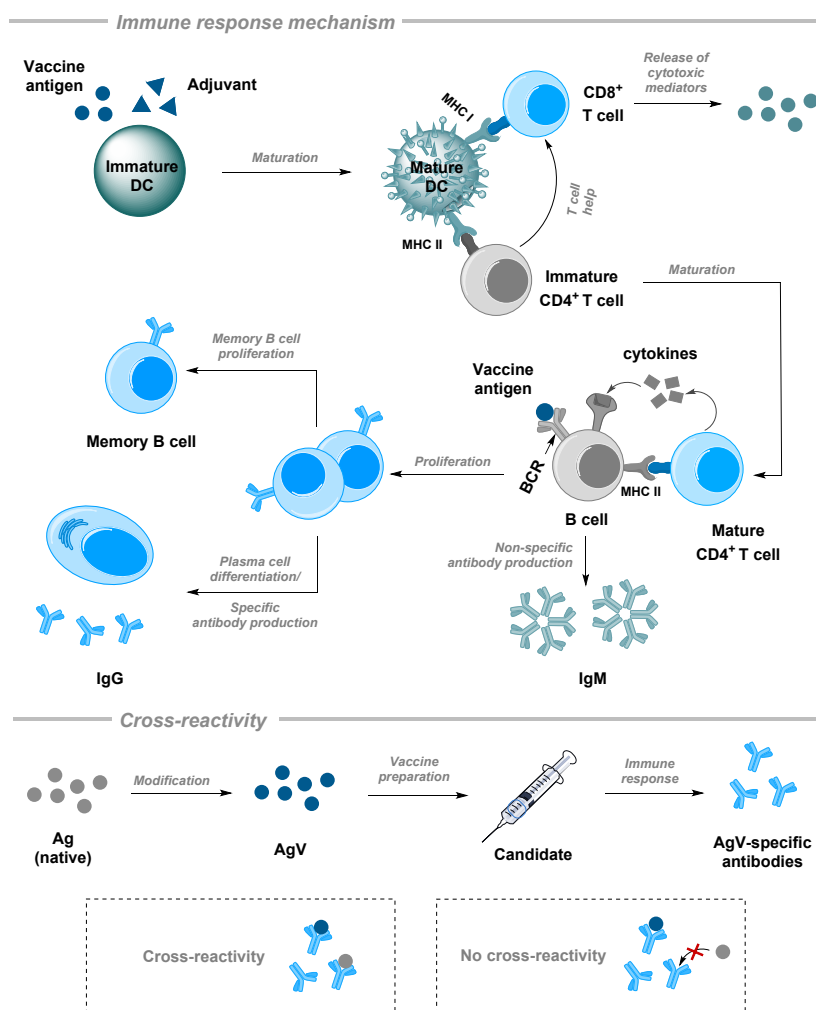 Immune response mechanism
Vaccine
antigen
Adjuvant
Immature
DC
Maturation
Mature
DC
MHC I
MHC II
CD8+
T cell
Release of
cytotoxic
mediators
T cell
help
Immature
CD4+ T cell
Maturation
Memory B cell
proliferation
Memory B cell
Vaccine
antigen
cytokines
BCR
MHC II
Proliferation
B cell
Mature
CD4+ T cell
Non-specific
antibody production
Plasma cell
differentiation/
Specific
antibody production
IgG
IgM
Cross-reactivity
Ag
(native)
Modification
AgV
Vaccine
preparation
Candidate
Immune
response
AgV-specific
antibodies
Cross-reactivity
No cross-reactivity